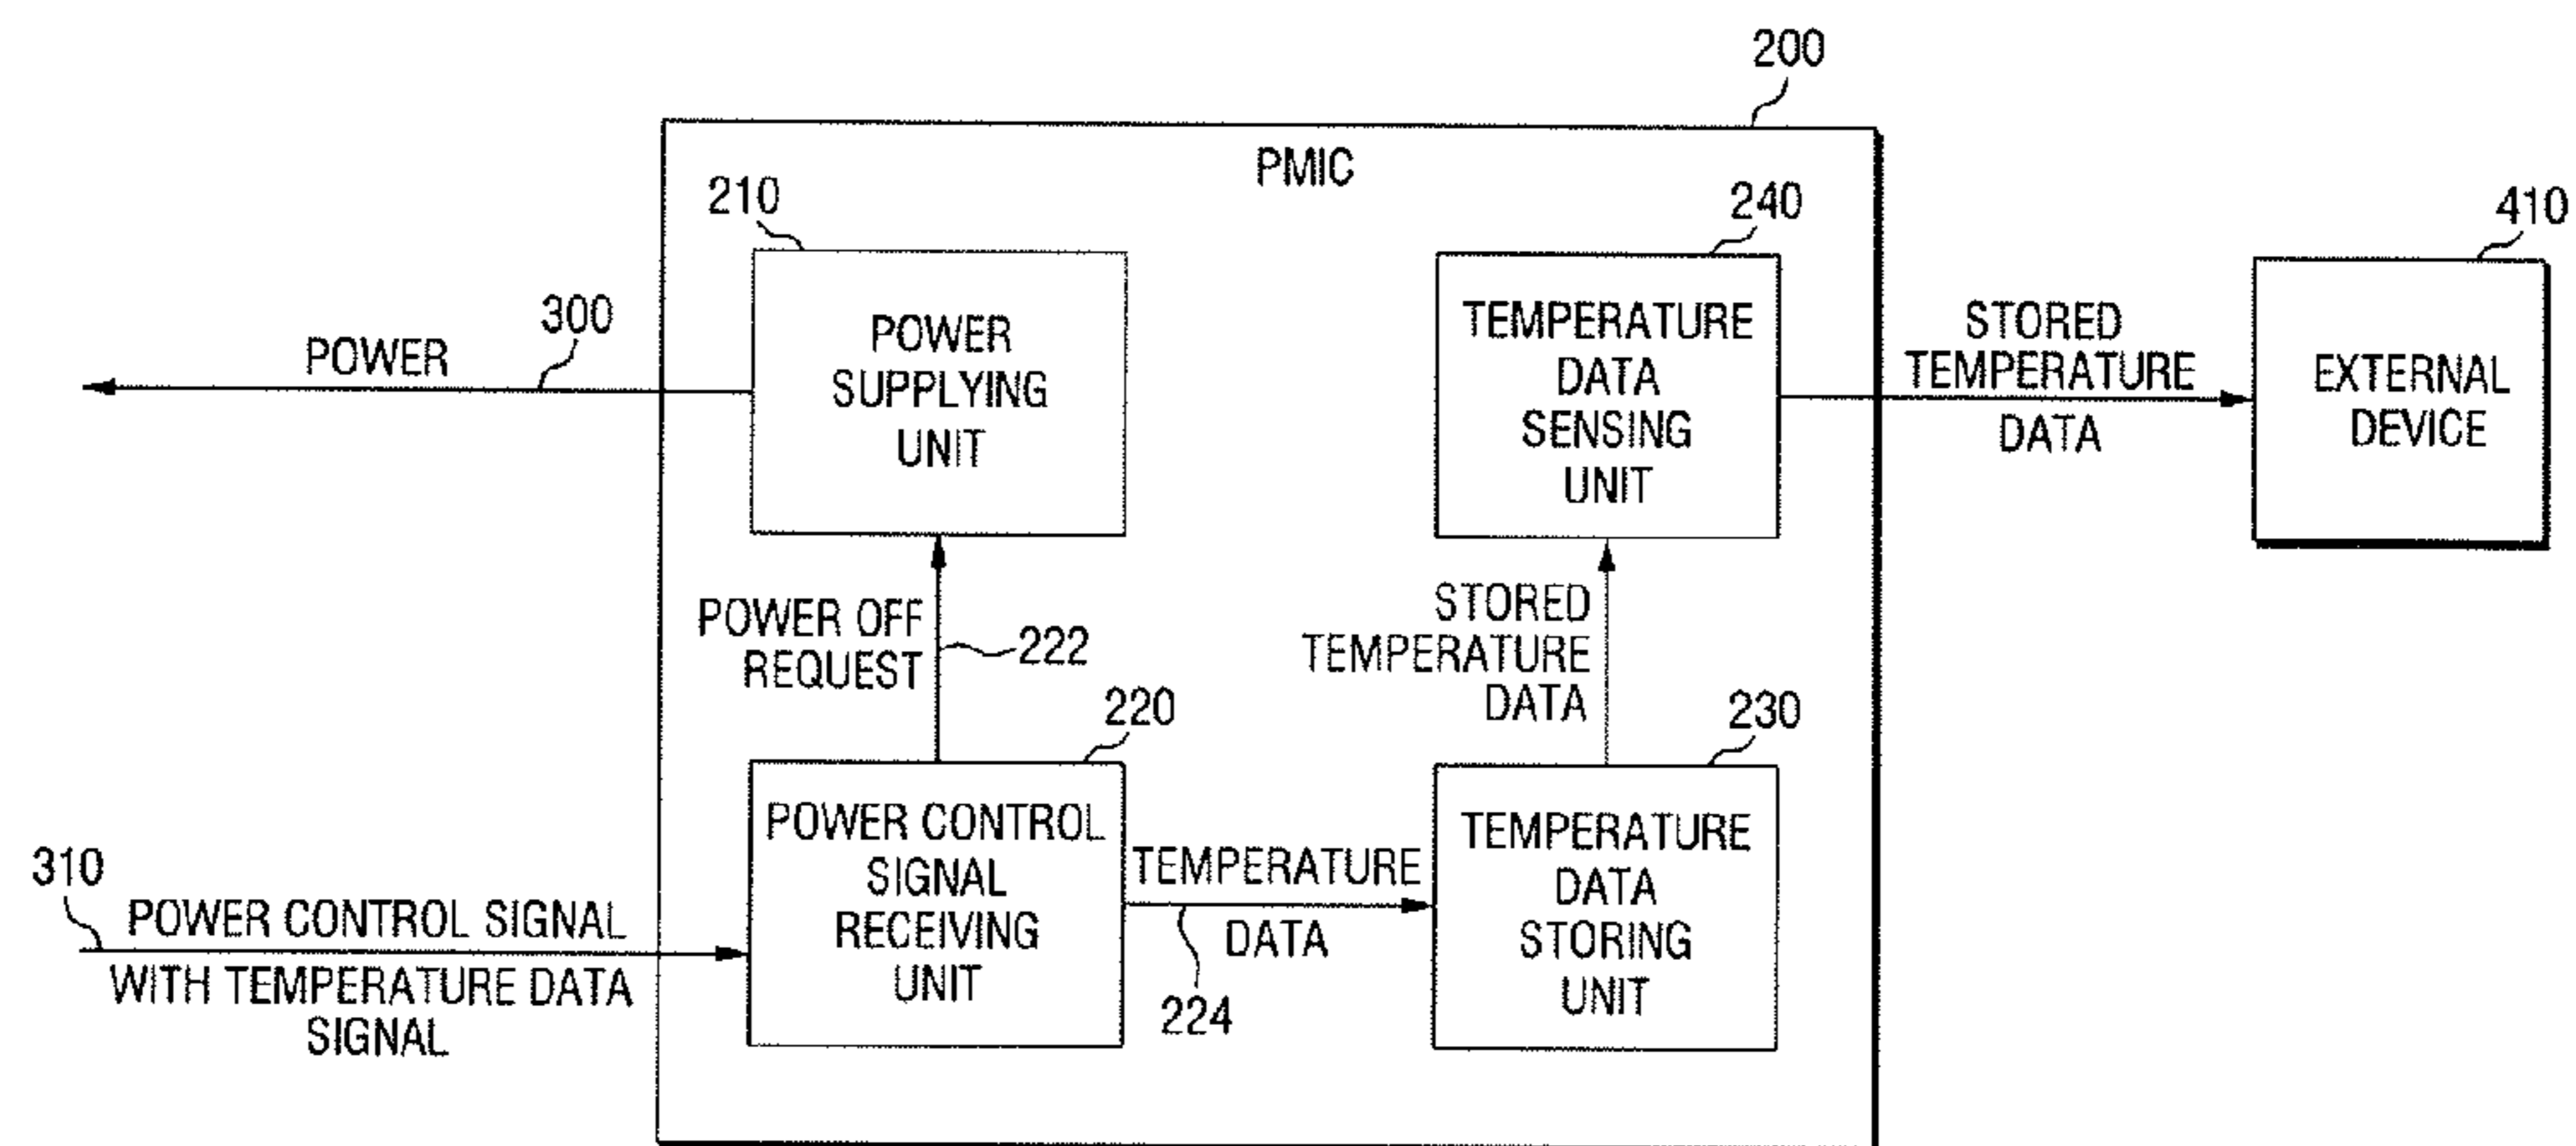 200
PMIC
210
240
410
300
POWER
POWER
SUPPLYING
UNIT
TEMPERATURE
DATA
SENSING
UNIT
STORED
TEMPERATURE
DATA
EXTERNAL
DEVICE
POWER OFF
REQUEST
222
STORED
TEMPERATURE
DATA
220
230
310
POWER CONTROL SIGNAL
WITH TEMPERATURE DATA
SIGNAL
POWER CONTROL
SIGNAL
RECEIVING
UNIT
TEMPERATURE
DATA
224
TEMPERATURE
DATA
STORING
UNIT